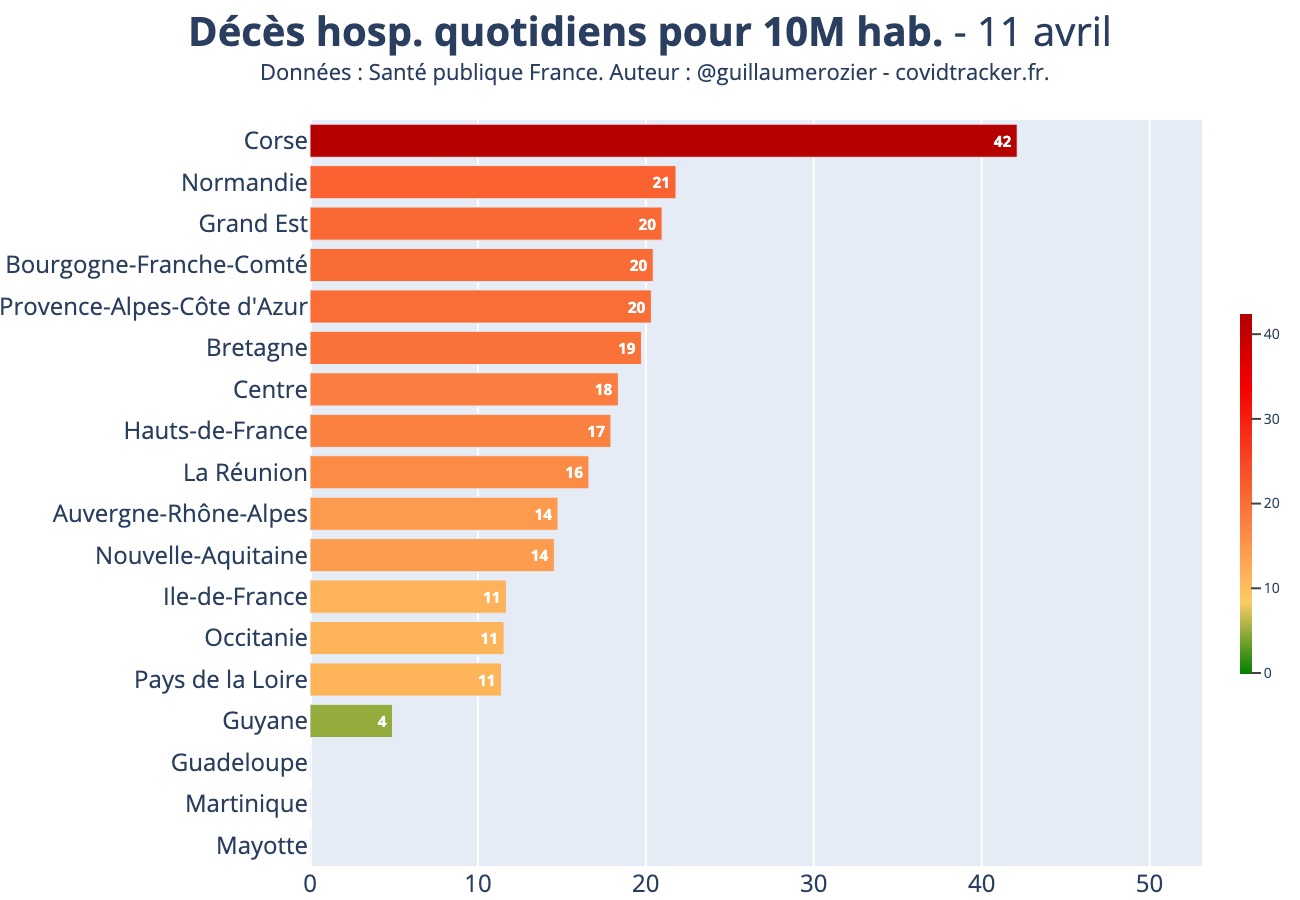 Décès hosp. quotidiens pour 10M hab. - 11 avril
Données : Santé publique France. Auteur : @guillaumerozier - covidtracker.fr.
Corse 42
Normandie 21
Grand Est 20
Bourgogne-Franche-Comté 20
Provence-Alpes-Côte d'Azur 20
Bretagne 19
Centre 18
Hauts-de-France 17
La Réunion 16
Auvergne-Rhône-Alpes 14
Nouvelle-Aquitaine 14
Ile-de-France 11
Occitanie 11
Pays de la Loire 11
Guyane 4
Guadeloupe
Martinique
Mayotte
0 10 20 30 40 50
40
30
20
10
0